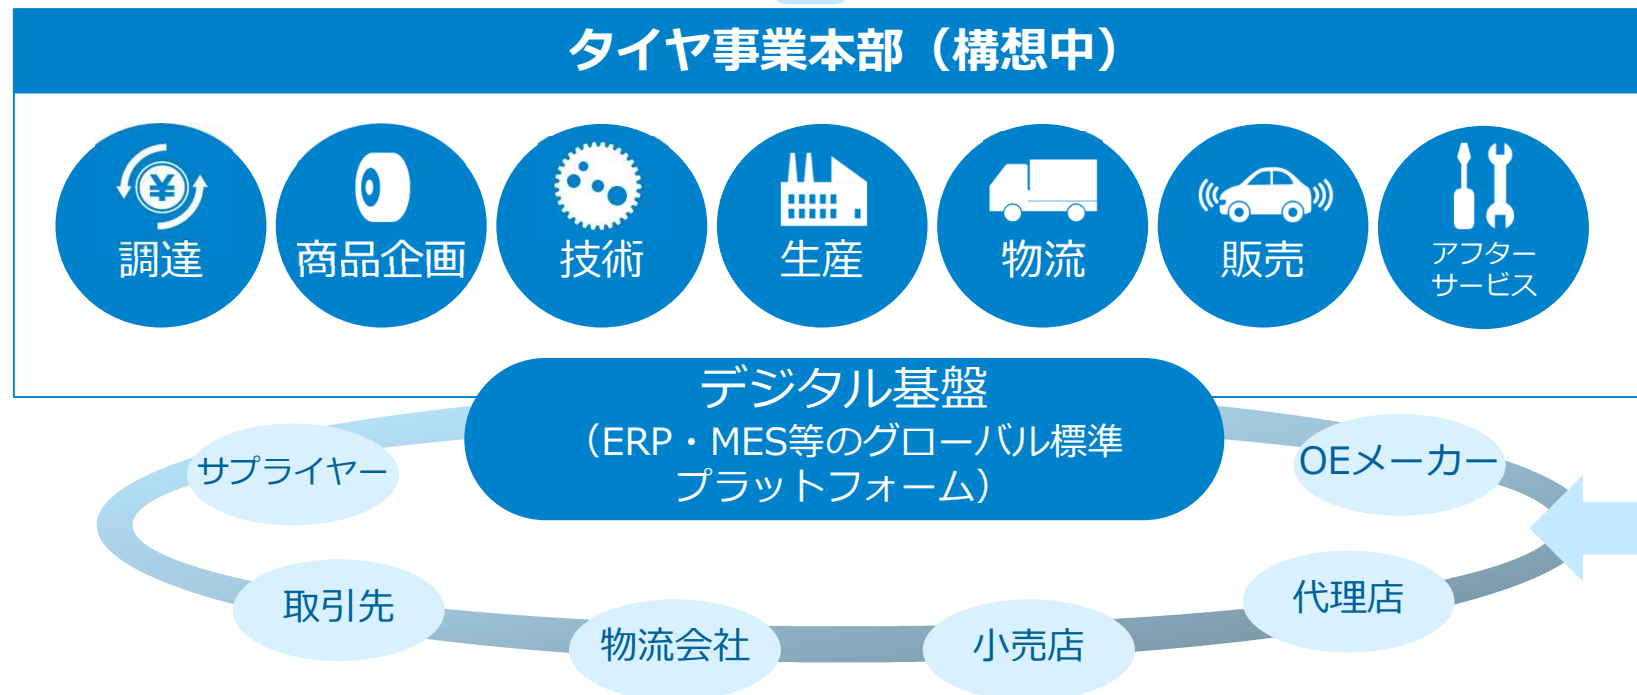 タイヤ事業本部（構想中）
¥
調達
商品企画
技術
生産
物流
販売
アフター
サービス
デジタル基盤
（ERP・MES等のグローバル標準
プラットフォーム）
サプライヤー
OEメーカー
取引先
代理店
物流会社
小売店